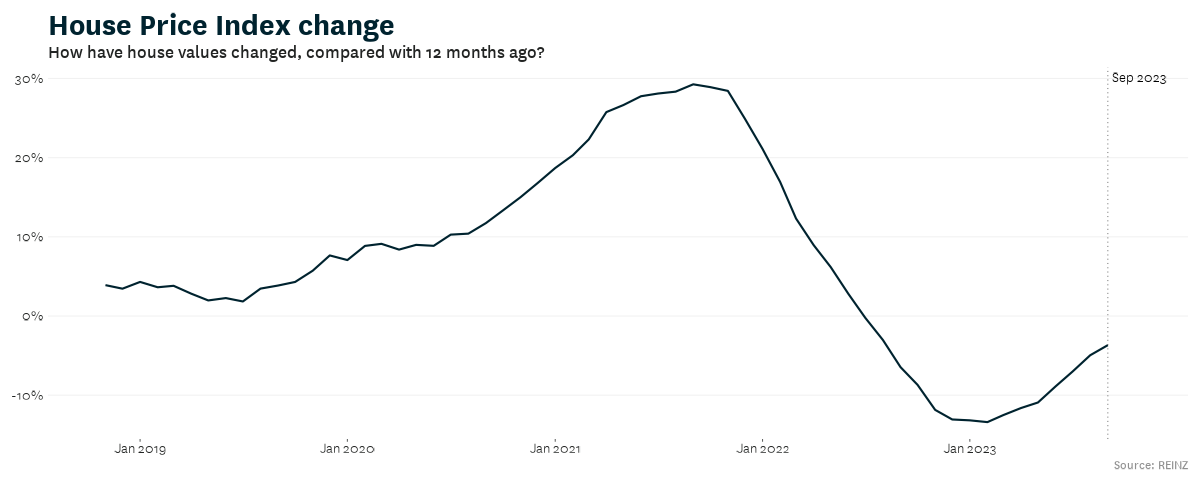 House Price Index change
How have house values changed, compared with 12 months ago?
30%
Sep 2023
20%
10%
0%
-10%
Jan 2019
Jan 2020
Jan 2021
Jan 2022
Jan 2023
Source: REINZ